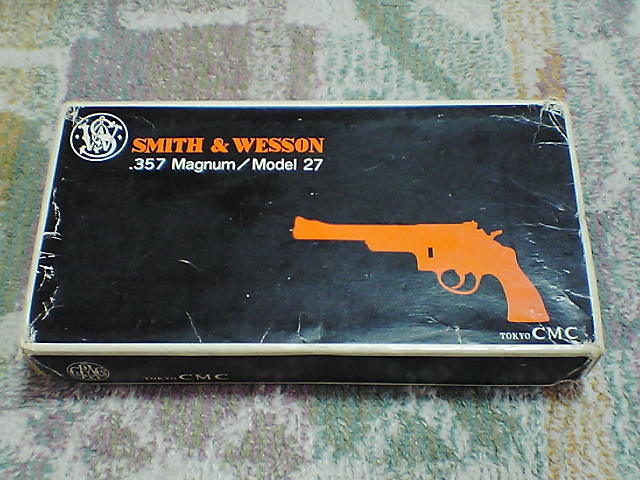 SMITH & WESSON
.357 Magnum/Model 27
TOKYO CMC
TOKYO CMC